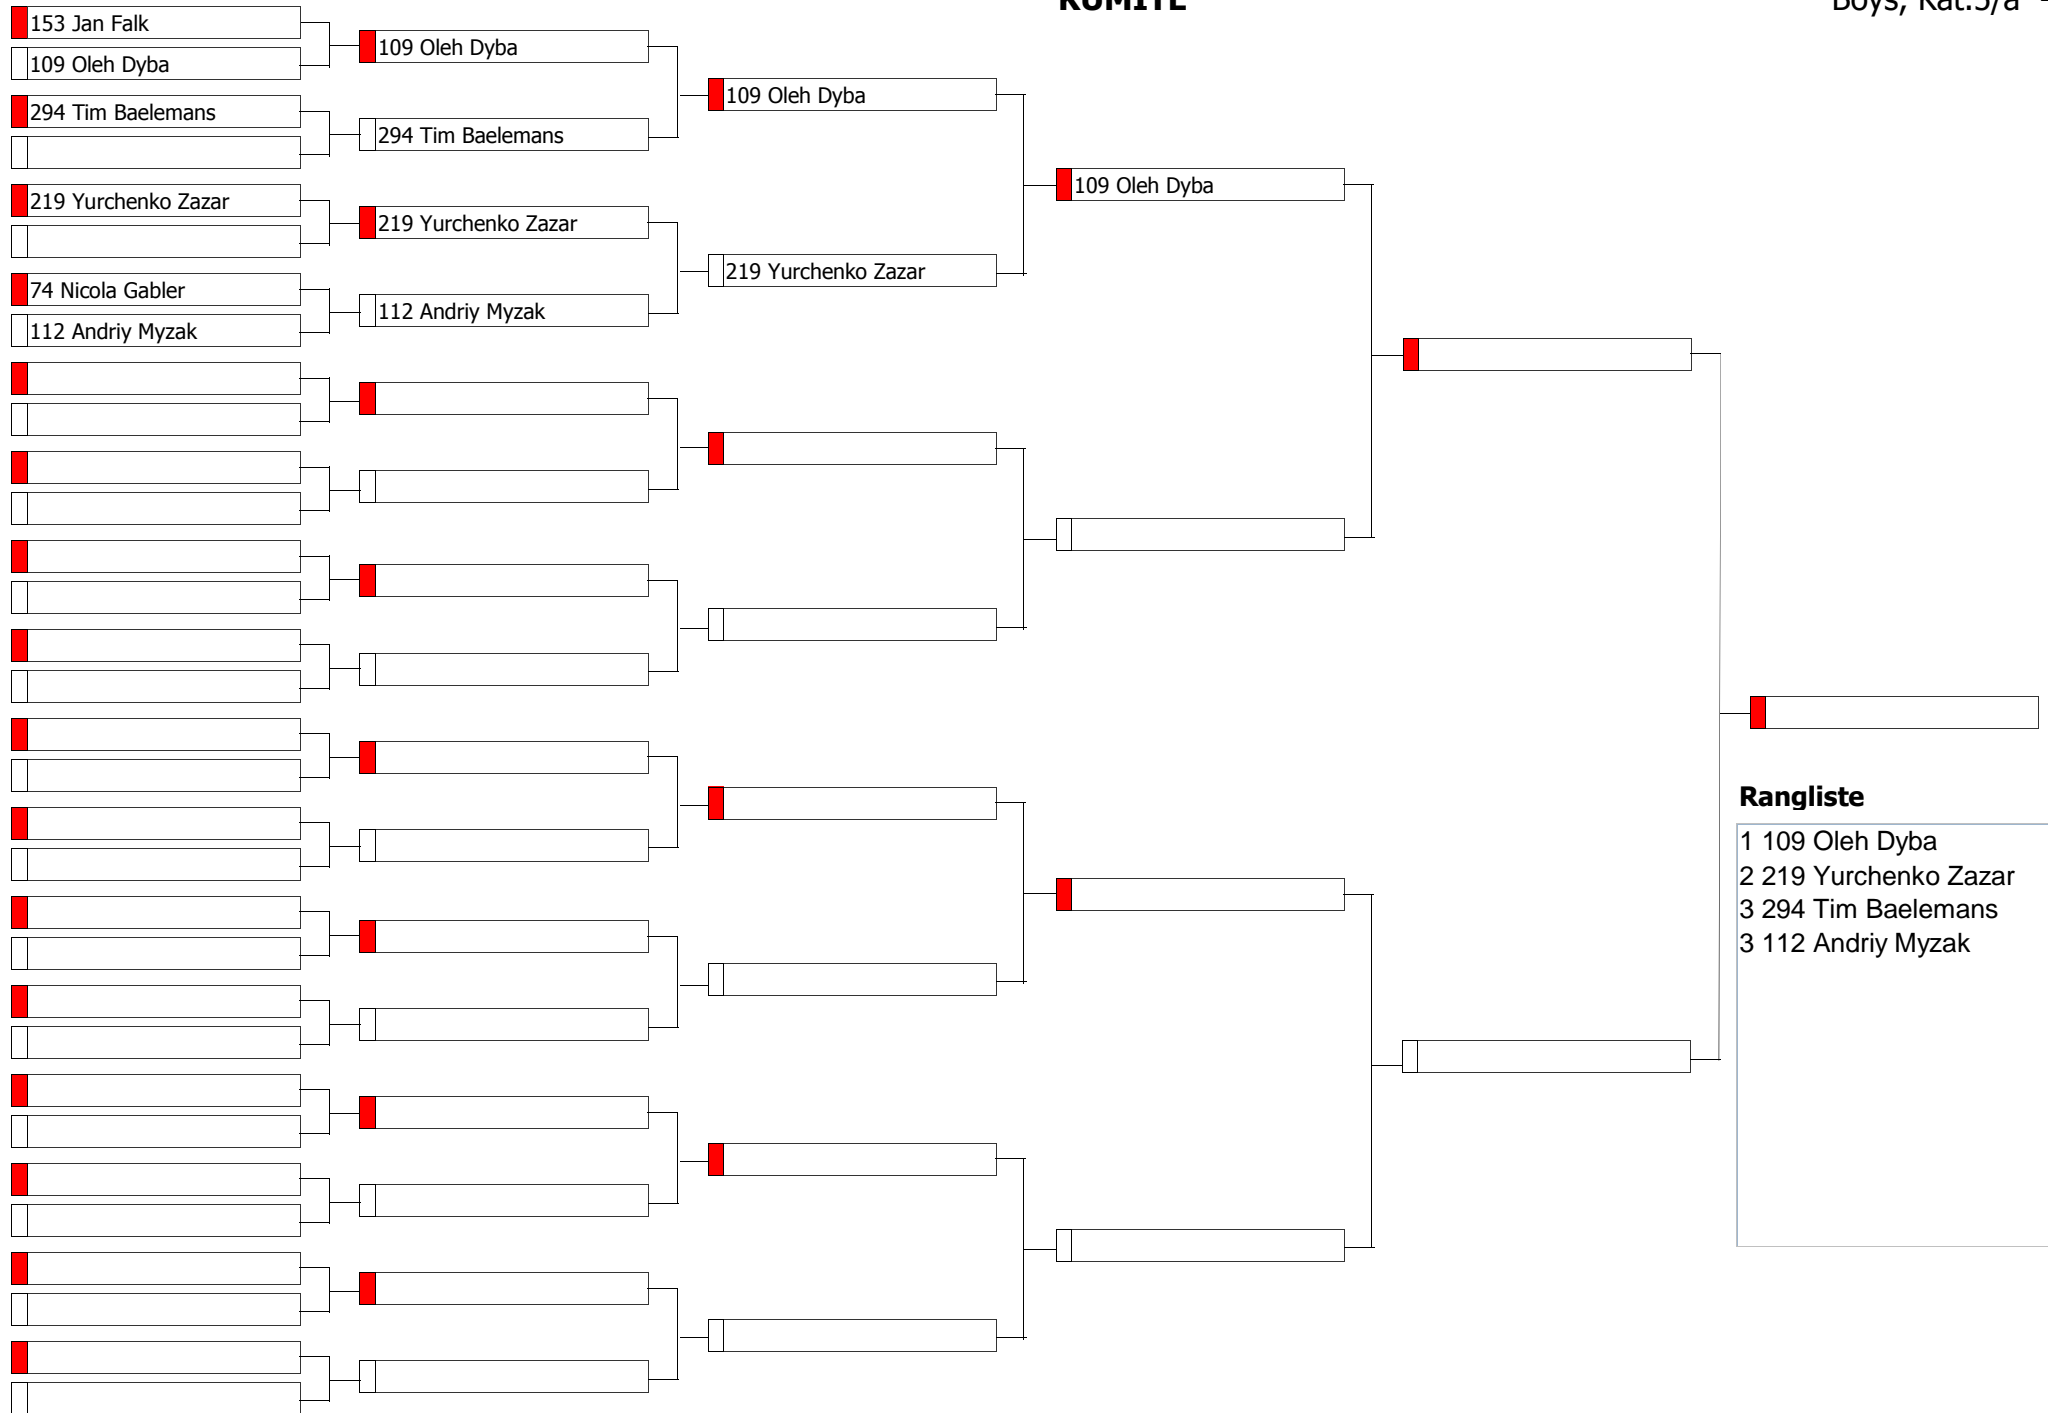 KUMITE
Boys, Kat.5/a
153 Jan Falk
109 Oleh Dyba
294 Tim Baelemans
219 Yurchenko Zazar
74 Nicola Gabler
112 Andriy Myzak
109 Oleh Dyba
294 Tim Baelemans
219 Yurchenko Zazar
112 Andriy Myzak
109 Oleh Dyba
219 Yurchenko Zazar
109 Oleh Dyba
Rangliste
1 109 Oleh Dyba
2 219 Yurchenko Zazar
3 294 Tim Baelemans
3 112 Andriy Myzak